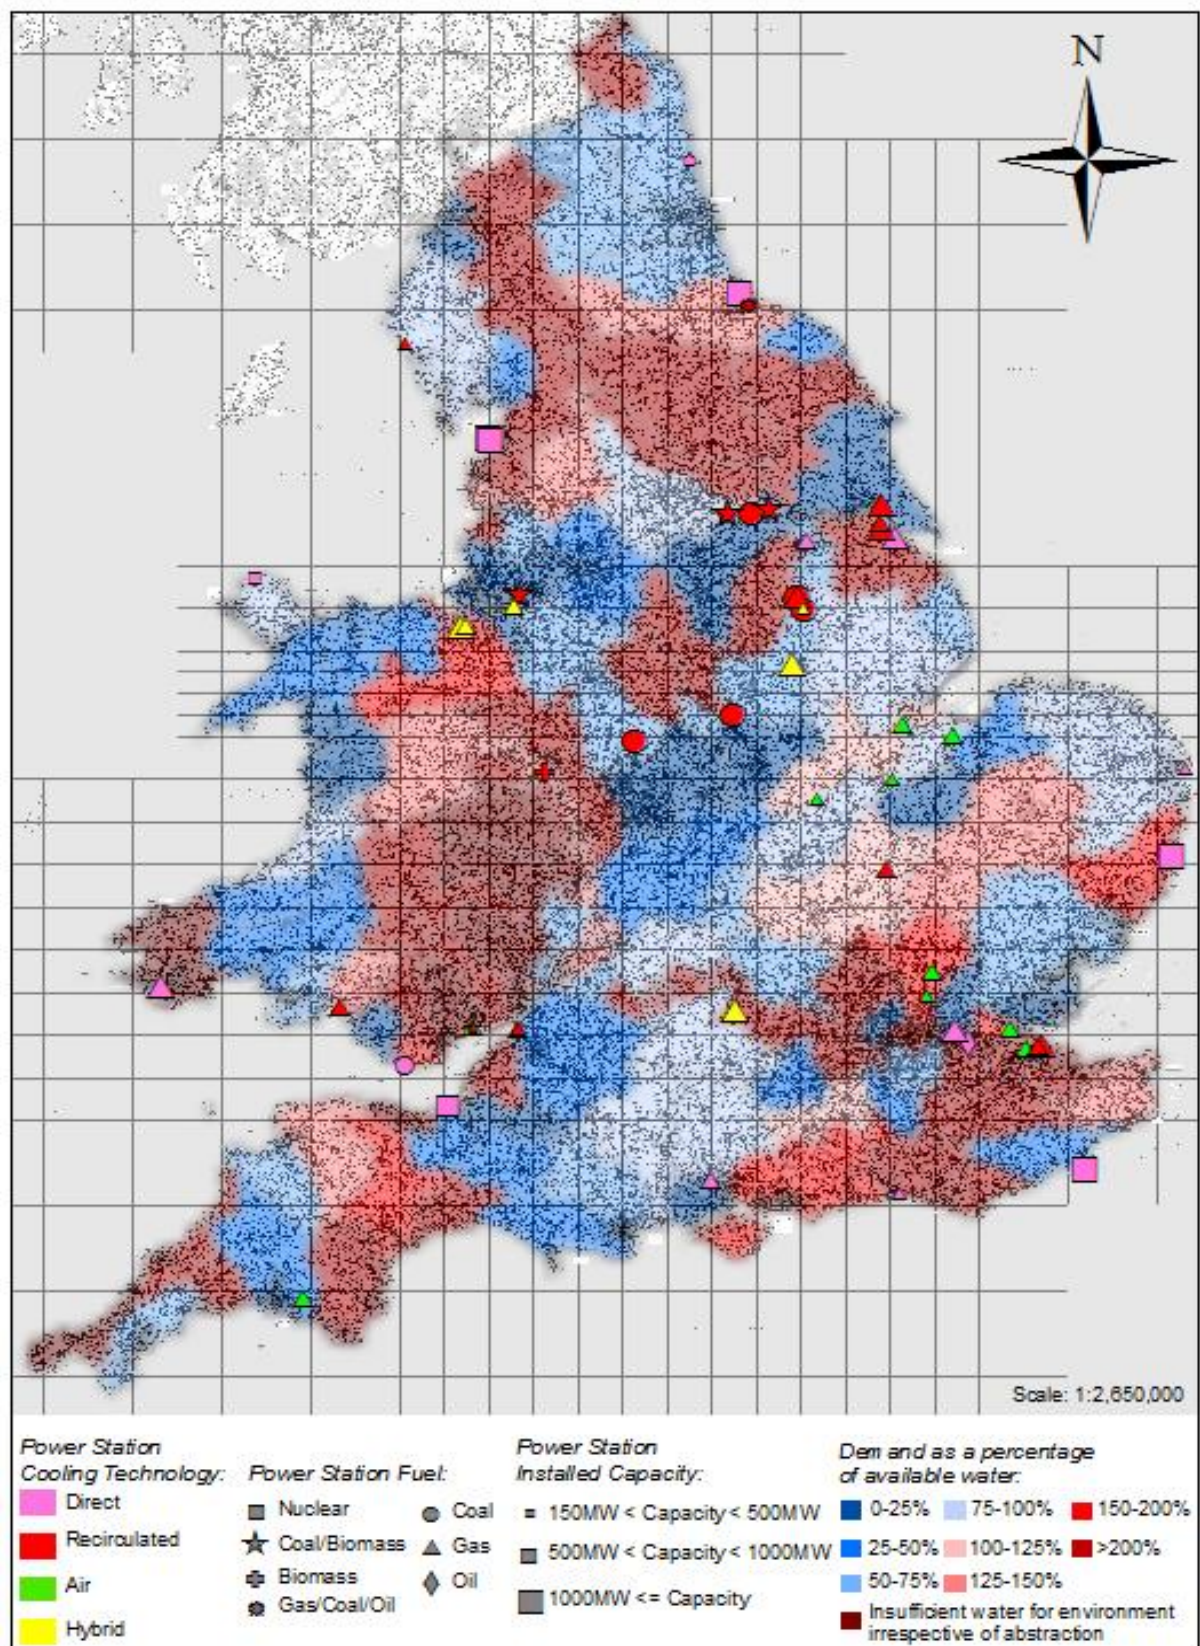 N
Scale: 1:2,650,000
Power Station
Cooling Technology:
Direct
Recirculated
Air
Hybrid
Power Station Fuel:
Nuclear
Coal/Biomass
Biomass
Gas/Coal/Oil
Coal
Gas
Oil
Power Station
Installed Capacity:
150MW < Capacity < 500MW
500MW < Capacity < 1000MW
1000MW <= Capacity
Demand as a percentage
of available water:
0-25%
25-50%
50-75%
75-100%
100-125%
125-150%
150-200%
>200%
Insufficient water for environment
irrespective of abstraction